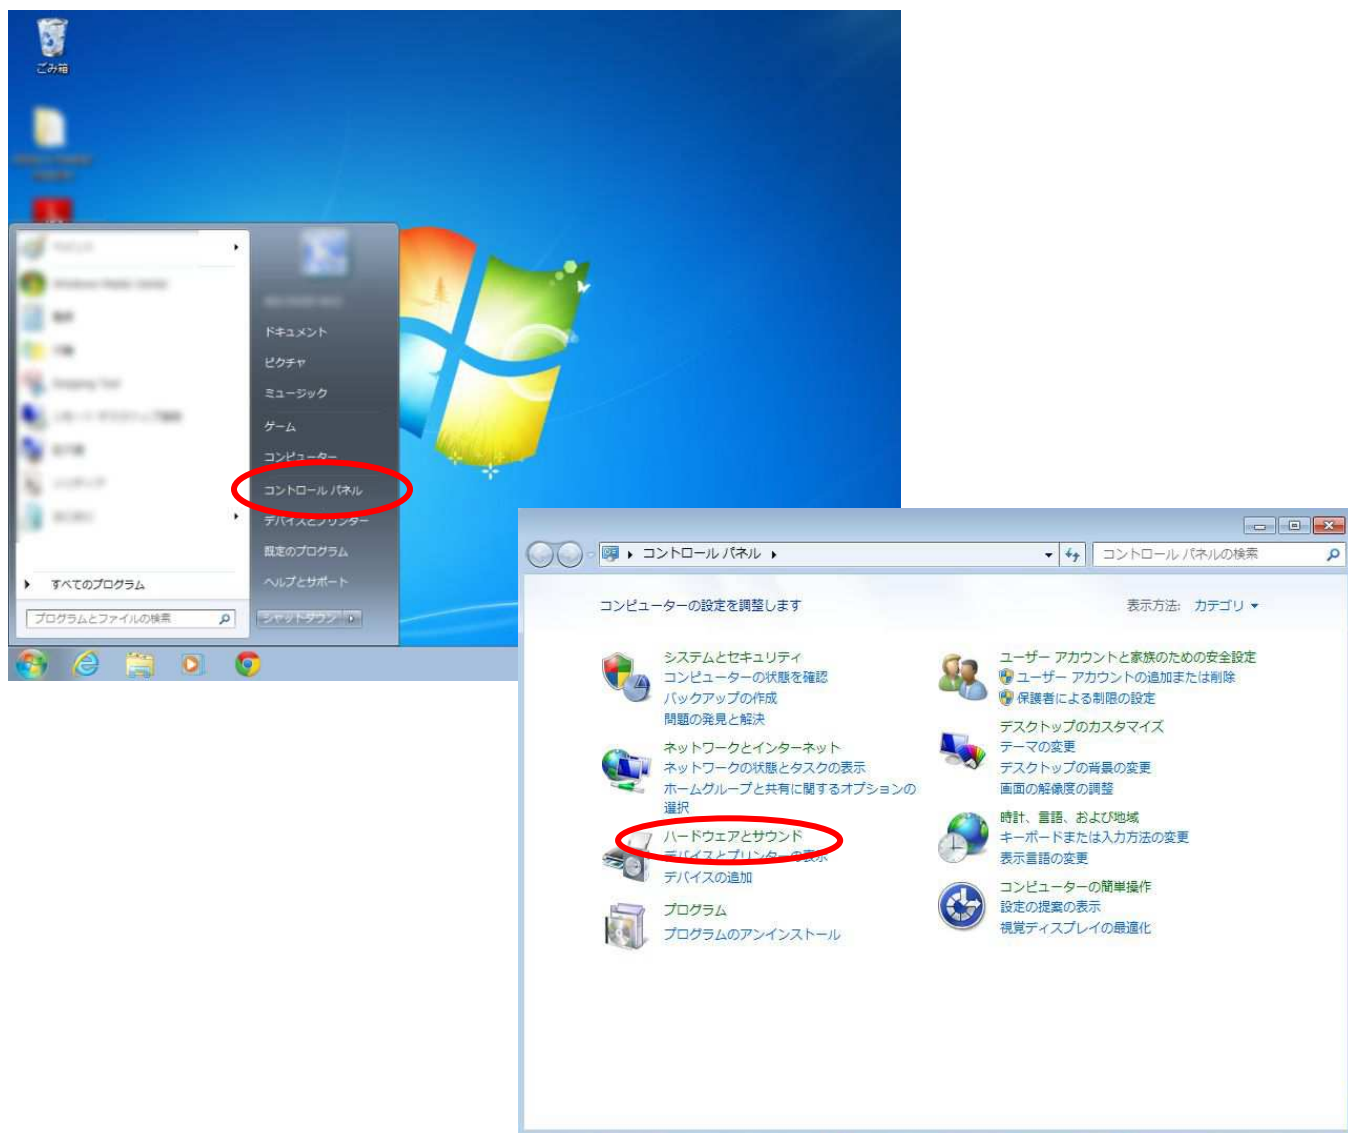 ごみ箱
ドキュメント
ピクチャ
ミュージック
ゲーム
コンピューター
コントロール パネル
デバイスとプリンター
既定のプログラム
ヘルプとサポート
すべてのプログラム
プログラムとファイルの検索
シャットダウン
コントロール パネル
コントロール パネルの検索
コンピューターの設定を調整します
表示方法: カテゴリ
システムとセキュリティ
コンピューターの状態を確認
バックアップの作成
問題の発見と解決
ネットワークとインターネット
ネットワークの状態とタスクの表示
ホームグループと共有に関するオプションの
選択
ハードウェアとサウンド
デバイスとプリンターの表示
デバイスの追加
プログラム
プログラムのアンインストール
ユーザー アカウントと家族のための安全設定
ユーザー アカウントの追加または削除
保護者による制限の設定
デスクトップのカスタマイズ
テーマの変更
デスクトップの背景の変更
画面の解像度の調整
時計、言語、および地域
キーボードまたは入力方法の変更
表示言語の変更
コンピューターの簡単操作
設定の提案の表示
視覚ディスプレイの最適化